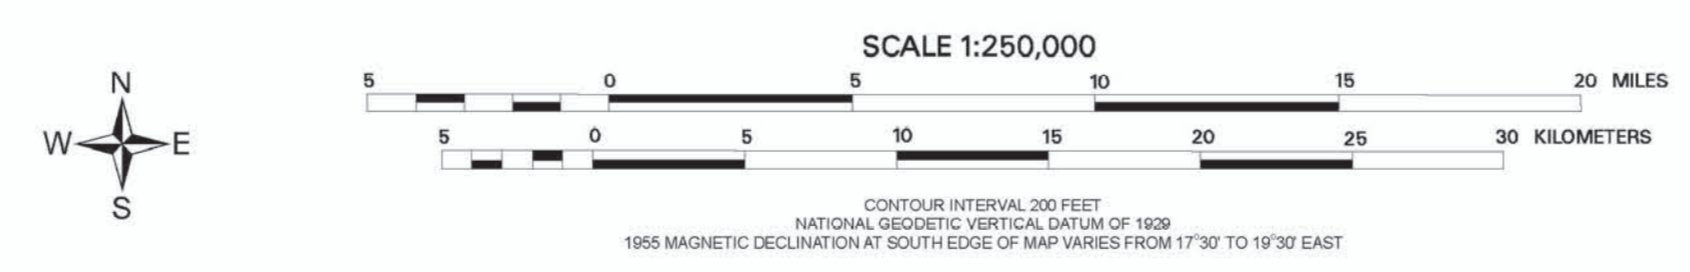 SCALE 1:250,000
N
W E
S
5 0 5 10 15 20 MILES
5 0 5 10 15 20 25 30 KILOMETERS
CONTOUR INTERVAL 200 FEET
NATIONAL GEODETIC VERTICAL DATUM OF 1929
1955 MAGNETIC DECLINATION AT SOUTH EDGE OF MAP VARIES FROM 17°30' TO 19°30' EAST